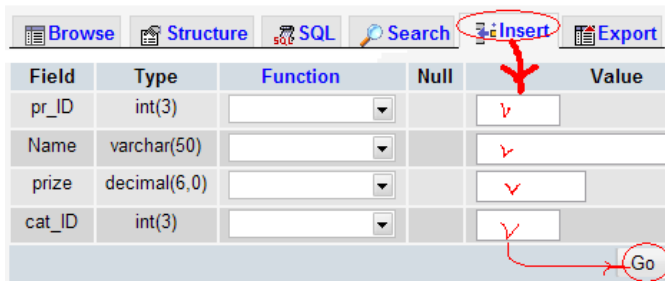 Browse Structure SQL Search Insert Export
Field Type Function Null Value
pr_ID int(3)
Name varchar(50)
prize decimal(6,0)
cat_ID int(3)
Go